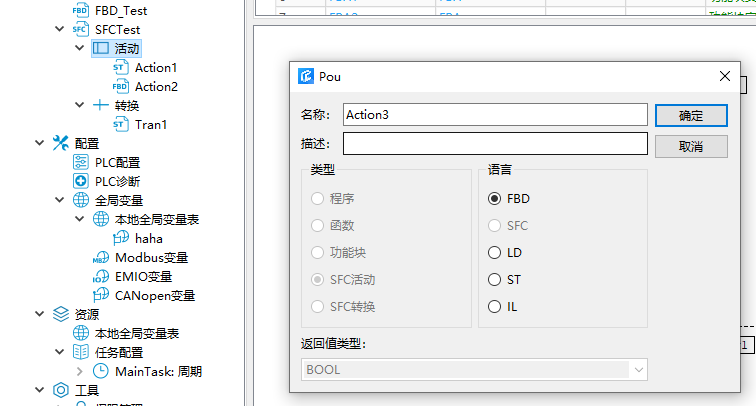 FBD_Test
SFCTest
活动
Action1
Action2
转换
Tran1
配置
PLC配置
PLC诊断
全局变量
本地全局变量表
haha
Modbus变量
EMIO变量
CANopen变量
资源
本地全局变量表
任务配置
MainTask: 周期
工具
Pou
名称:
Action3
确定
描述:
取消
类型
程序
函数
功能块
SFC活动
SFC转换
语言
FBD
SFC
LD
ST
IL
返回值类型:
BOOL